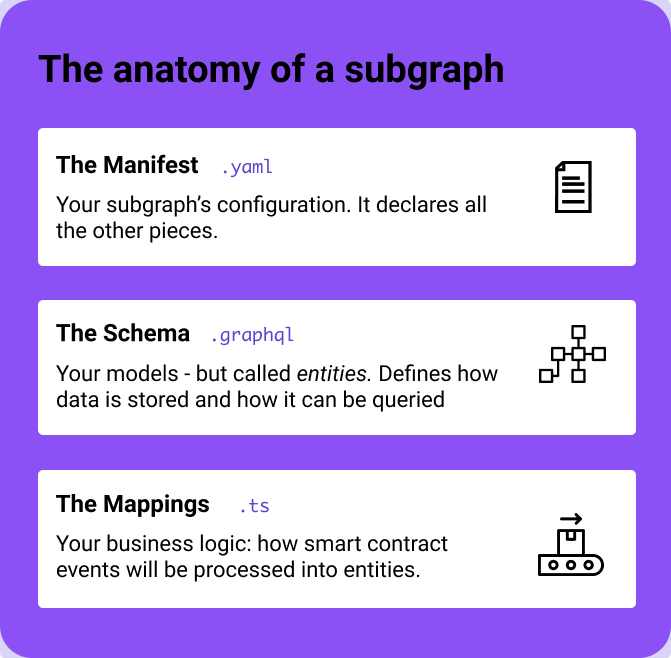 The anatomy of a subgraph
The Manifest .yaml
Your subgraph’s configuration. It declares all
the other pieces.
The Schema .graphql
Your models - but called entities. Defines how
data is stored and how it can be queried
The Mappings .ts
Your business logic: how smart contract
events will be processed into entities.